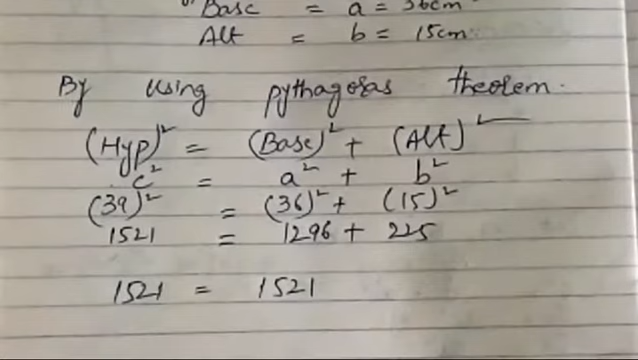 Base = a = 36cm
Alt = b = 15cm
By using pythagoras theorem.
(Hyp)² = (Base)² + (Alt)²
c² = a² + b²
(39)² = (36)² + (15)²
1521 = 1296 + 225
1521 = 1521